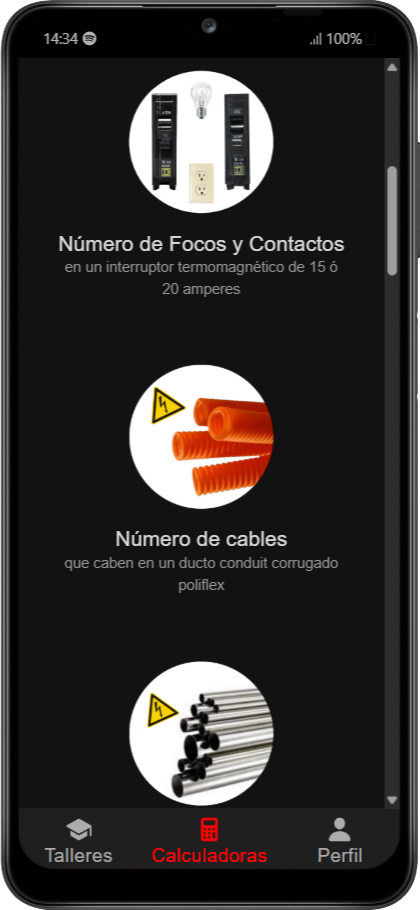 14:34
100%
Número de Focos y Contactos
en un interruptor termomagnético de 15 ó
20 amperes
Número de cables
que caben en un ducto conduit corrugado
poliflex
Talleres
Calculadoras
Perfil